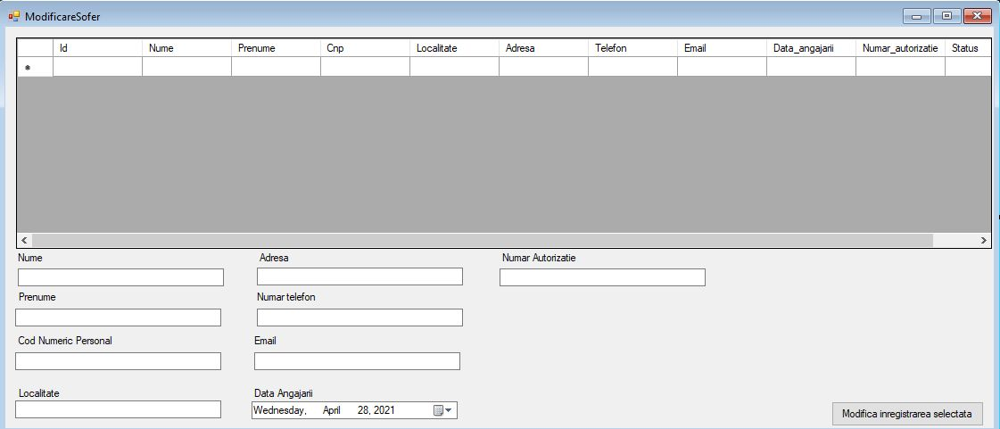 ModificareSofer
Id Nume Prenume Cnp Localitate Adresa Telefon Email Data_angajarii Numar_autorizatie Status
Nume Adresa Numar Autorizatie
Prenume Numar telefon
Cod Numeric Personal Email
Localitate Data Angajarii
Wednesday, April 28, 2021
Modifica inregistrarea selectata